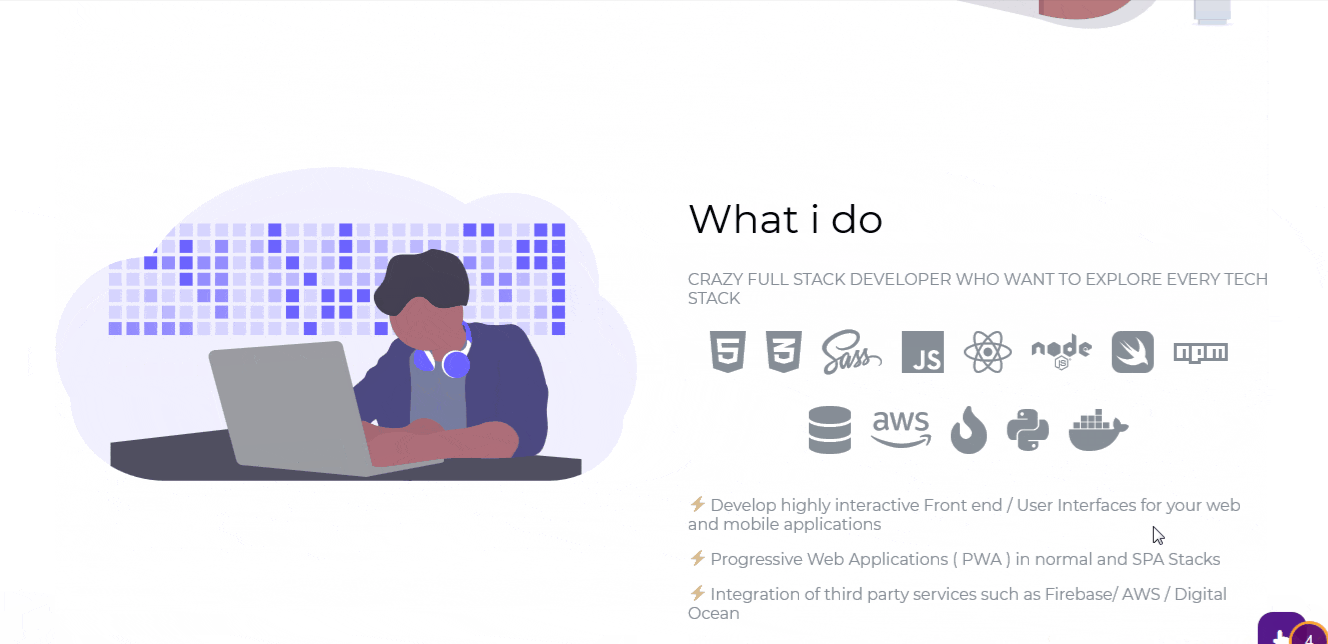 What i do
CRAZY FULL STACK DEVELOPER WHO WANT TO EXPLORE EVERY TECH
STACK
5 3 Sass JS node JS npm
aws
⚡ Develop highly interactive Front end / User Interfaces for your web
and mobile applications
⚡ Progressive Web Applications ( PWA ) in normal and SPA Stacks
⚡ Integration of third party services such as Firebase/ AWS / Digital
Ocean
4